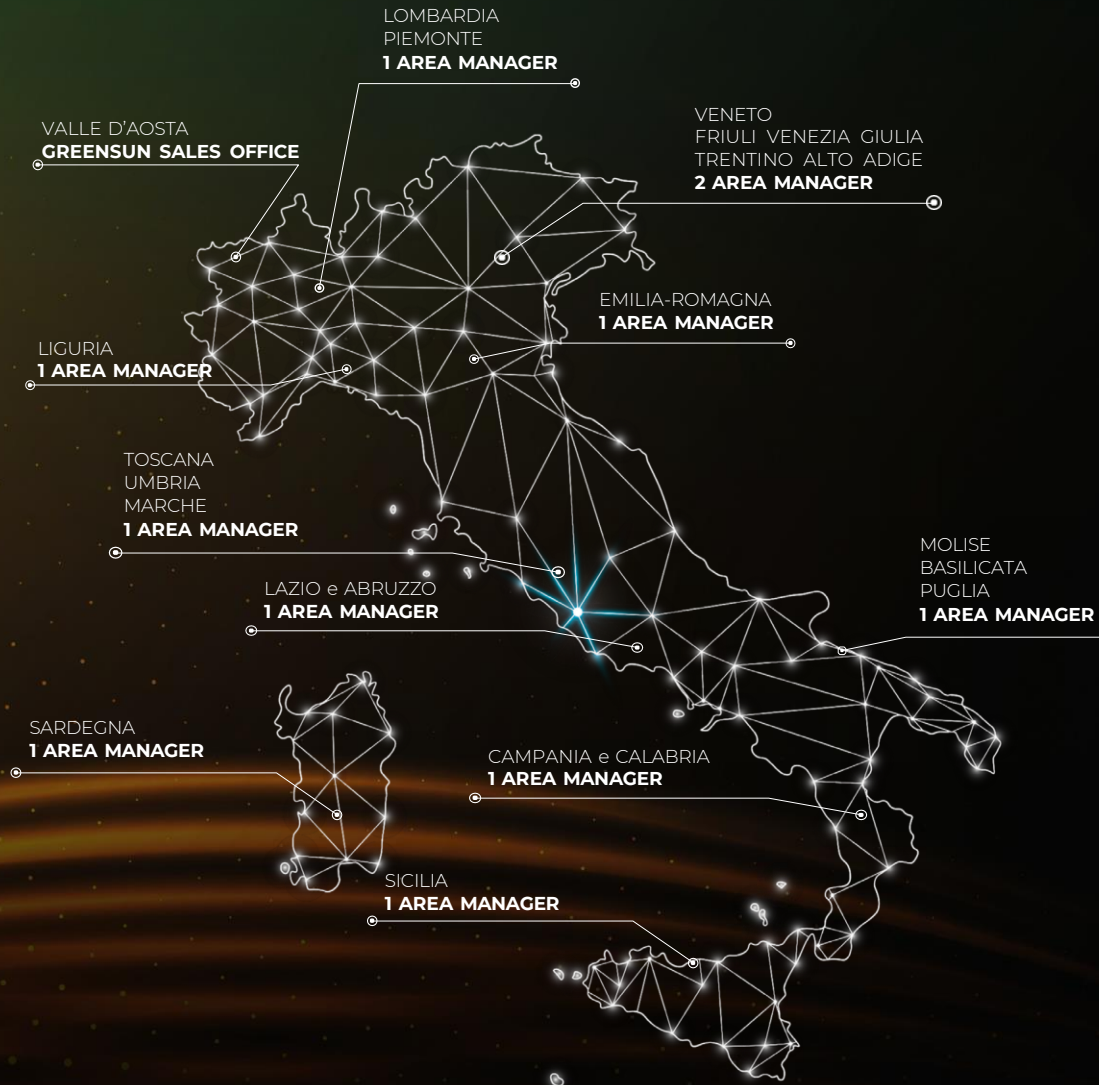 LOMBARDIA
PIEMONTE
1 AREA MANAGER
VALLE D'AOSTA
GREENSUN SALES OFFICE
VENETO
FRIULI VENEZIA GIULIA
TRENTINO ALTO ADIGE
2 AREA MANAGER
EMILIA-ROMAGNA
1 AREA MANAGER
LIGURIA
1 AREA MANAGER
TOSCANA
UMBRIA
MARCHE
1 AREA MANAGER
LAZIO e ABRUZZO
1 AREA MANAGER
MOLISE
BASILICATA
PUGLIA
1 AREA MANAGER
SARDEGNA
1 AREA MANAGER
CAMPANIA e CALABRIA
1 AREA MANAGER
SICILIA
1 AREA MANAGER